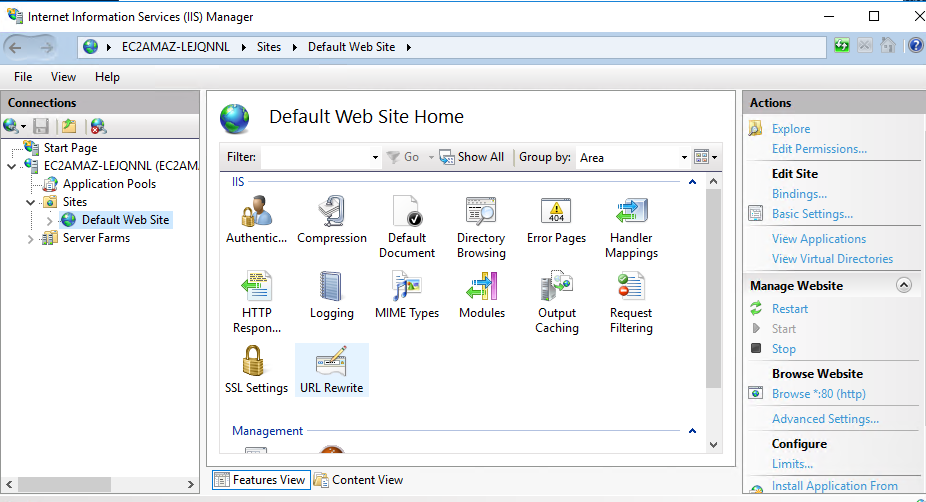 Internet Information Services (IIS) Manager
EC2AMAZ-LEJQNNL
Sites
Default Web Site
File View Help
Connections
Start Page
EC2AMAZ-LEJQNNL (EC2AMA
Application Pools
Sites
Default Web Site
Server Farms
Default Web Site Home
Filter: Go Show All Group by: Area
IIS
Authentic... Compression Default Document Directory Browsing Error Pages Handler Mappings
404
HTTP Respon... Logging MIME Types Modules Output Caching Request Filtering
SSL Settings URL Rewrite
Management
Features View Content View
Actions
Explore
Edit Permissions...
Edit Site
Bindings...
Basic Settings...
View Applications
View Virtual Directories
Manage Website
Restart
Start
Stop
Browse Website
Browse *:80 (http)
Advanced Settings...
Configure
Limits...
Install Application From